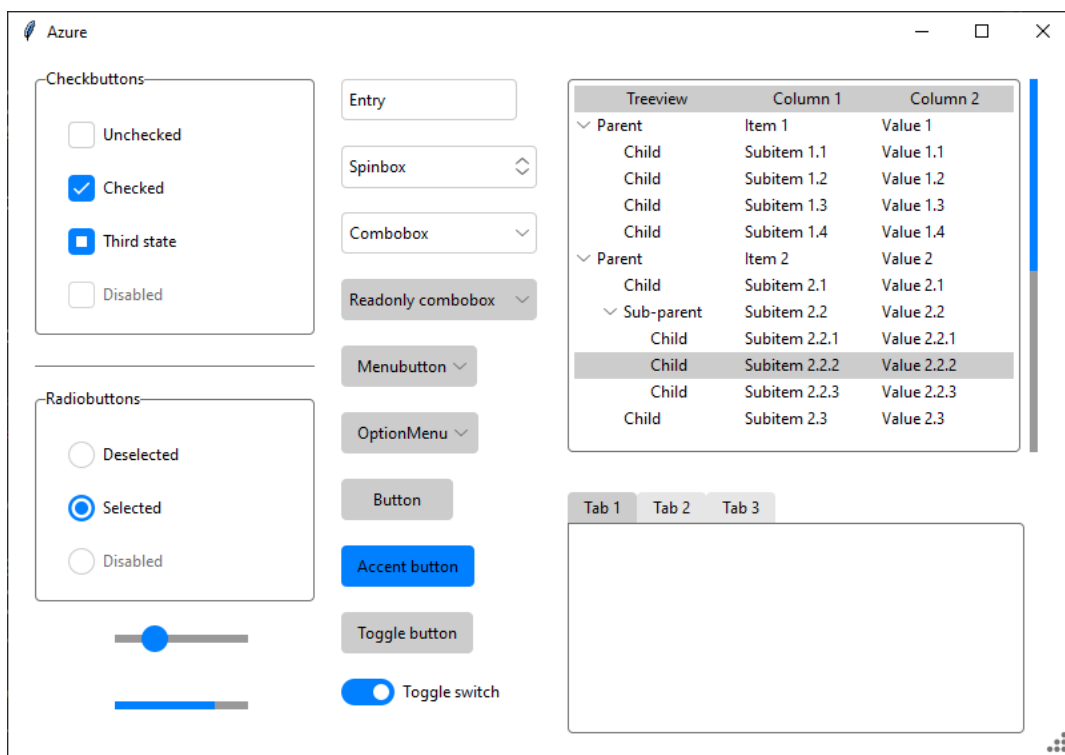 Azure
Checkbuttons
Unchecked
Checked
Third state
Disabled
Radiobuttons
Deselected
Selected
Disabled
Entry
Spinbox
Combobox
Readonly combobox
Menubutton
OptionMenu
Button
Accent button
Toggle button
Toggle switch
Treeview Column 1 Column 2
Parent Item 1 Value 1
Child Subitem 1.1 Value 1.1
Child Subitem 1.2 Value 1.2
Child Subitem 1.3 Value 1.3
Child Subitem 1.4 Value 1.4
Parent Item 2 Value 2
Child Subitem 2.1 Value 2.1
Sub-parent Subitem 2.2 Value 2.2
Child Subitem 2.2.1 Value 2.2.1
Child Subitem 2.2.2 Value 2.2.2
Child Subitem 2.2.3 Value 2.2.3
Child Subitem 2.3 Value 2.3
Tab 1 Tab 2 Tab 3